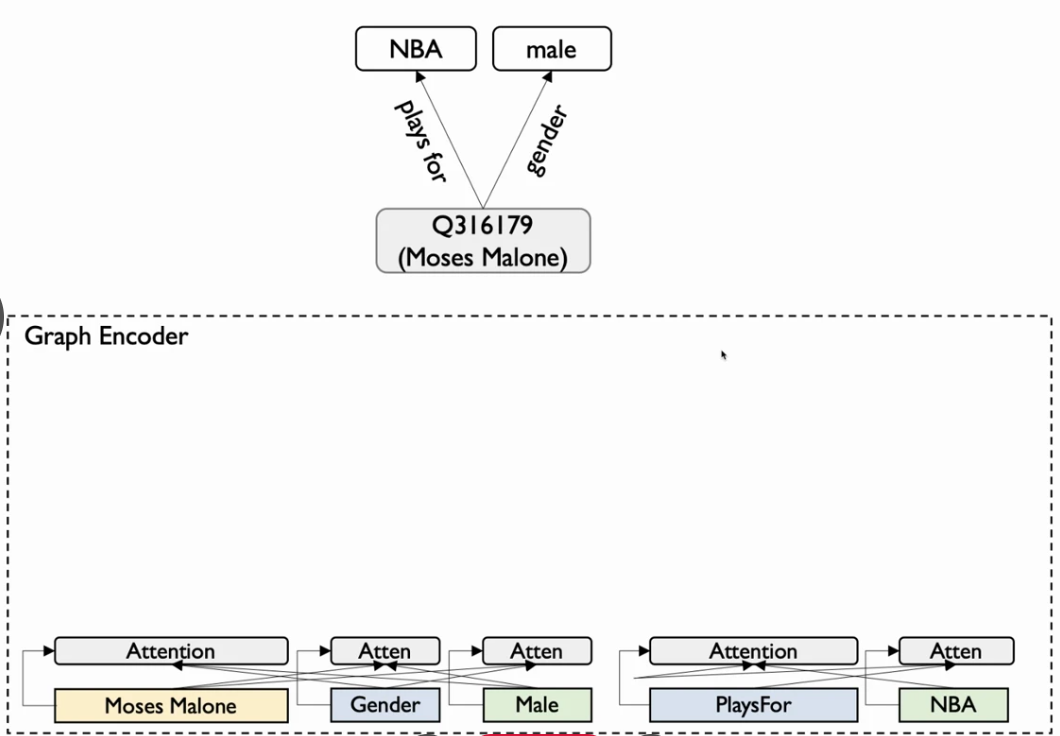 NBA
male
plays for
gender
Q316179
(Moses Malone)
Graph Encoder
Attention
Atten
Atten
Attention
Atten
Moses Malone
Gender
Male
PlaysFor
NBA